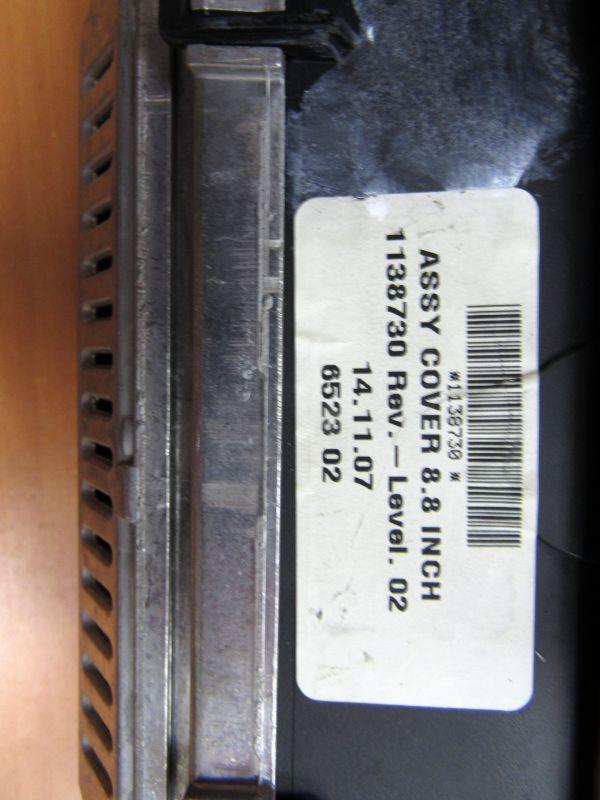 *1138730 *
ASSY COVER 8.8 INCH
1138730 Rev.- Level. 02
14.11.07
6523 02